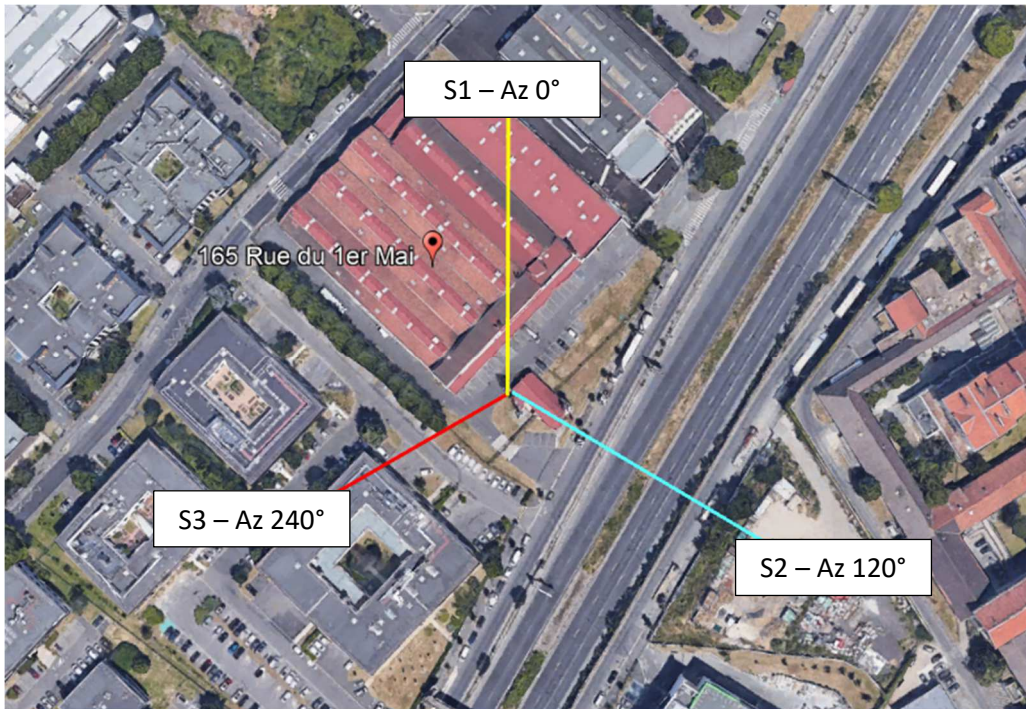 S1 – Az 0°
165 Rue du 1er Mai
S3 – Az 240°
S2 – Az 120°